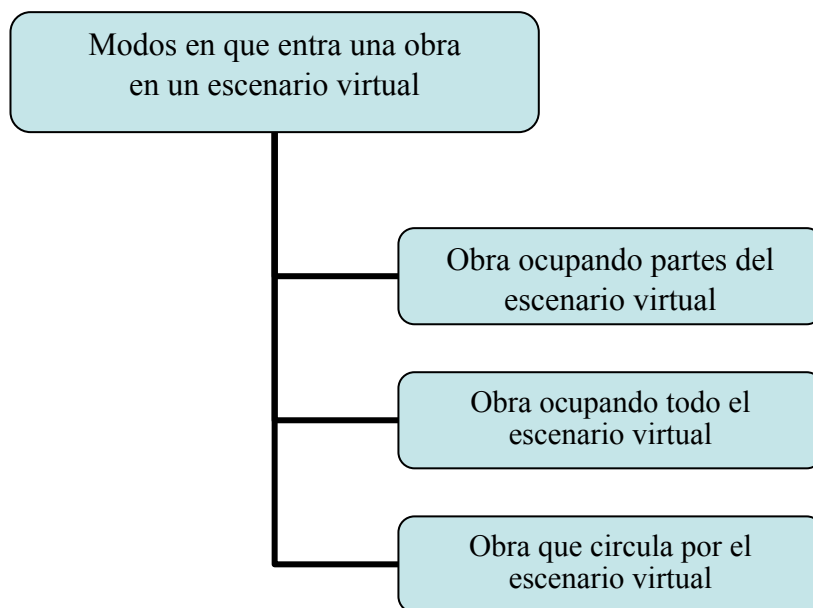 Modos en que entra una obra
en un escenario virtual
Obra ocupando partes del
escenario virtual
Obra ocupando todo el
escenario virtual
Obra que circula por el
escenario virtual